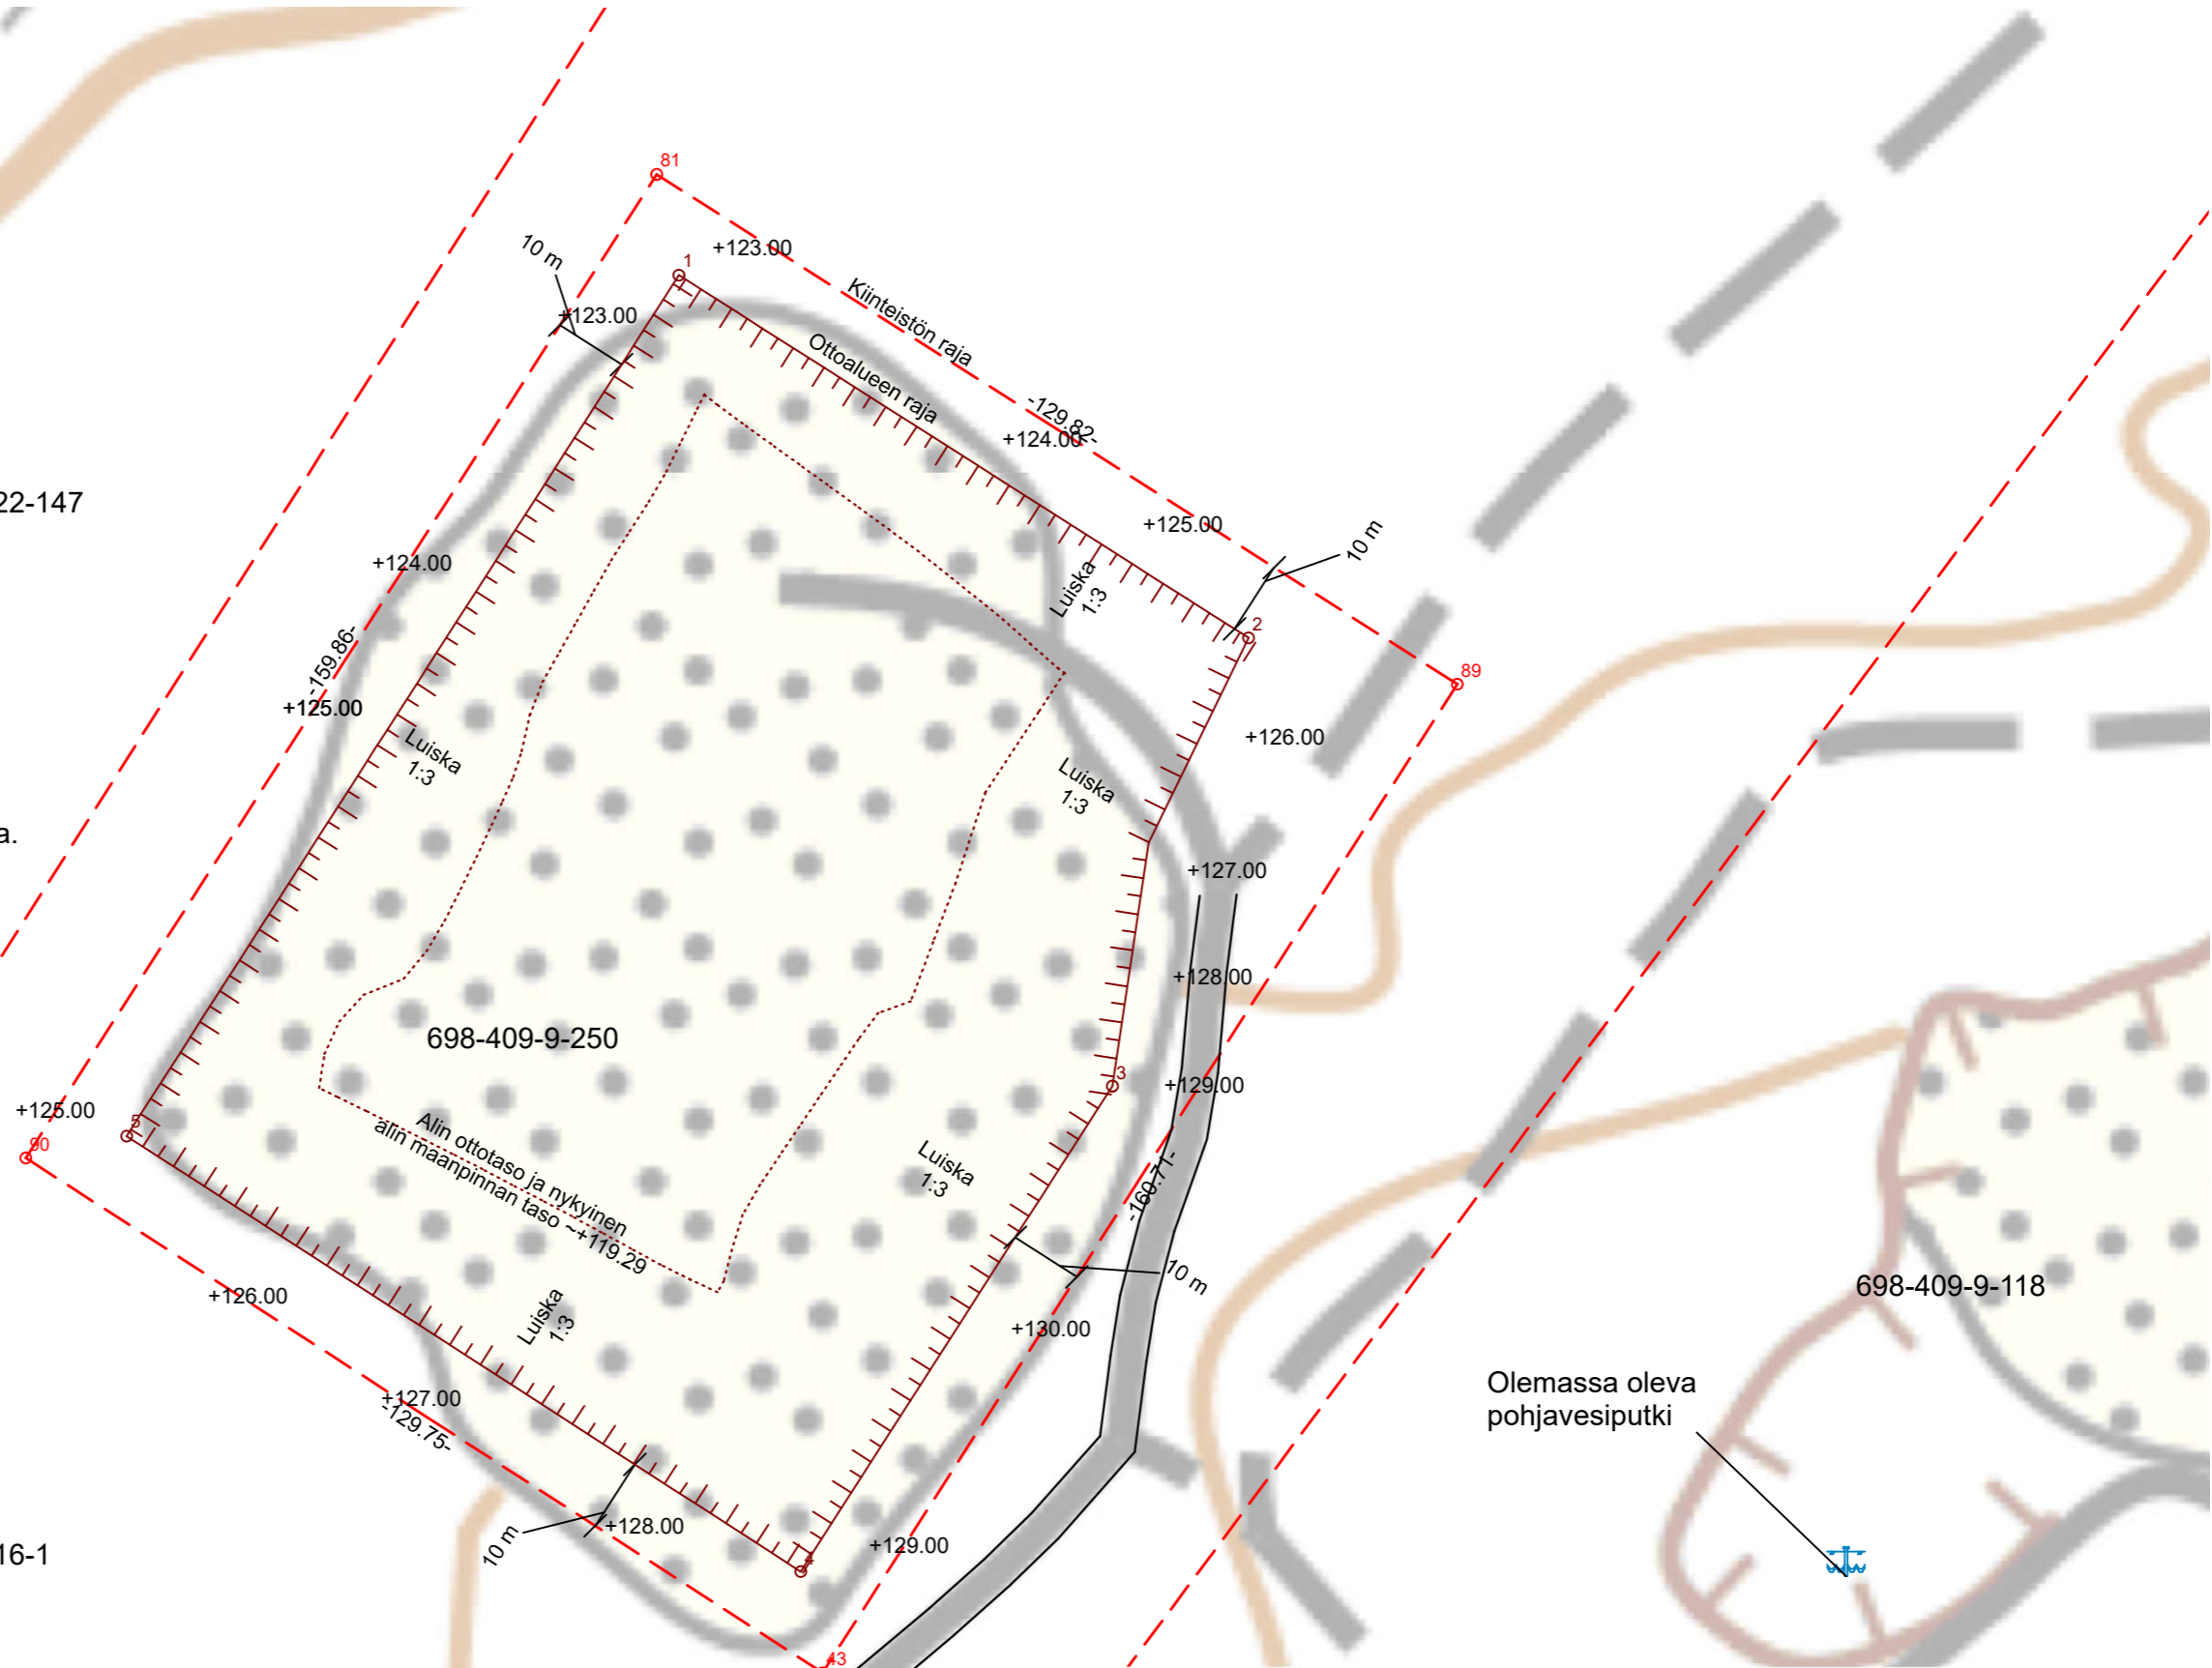 81
+123.00
10 m
1
+123.00
Kiinteistön raja
Ottoalueen raja
-129.82-
+124.00
22-147
+125.00
10 m
+124.00
Luiska
1:3
2
-159.86-
89
+125.00
+126.00
Luiska
1:3
Luiska
1:3
a.
+127.00
+128.00
698-409-9-250
3
+129.00
+125.00
5
90
Alin ottotaso ja nykyinen
alin maanpinnan taso ~+119.29
Luiska
1:3
-160.71-
10 m
+126.00
Luiska
1:3
+130.00
698-409-9-118
Olemassa oleva
pohjavesiputki
+127.00
-129.75-
10 m
+128.00
+129.00
16-1
4
43